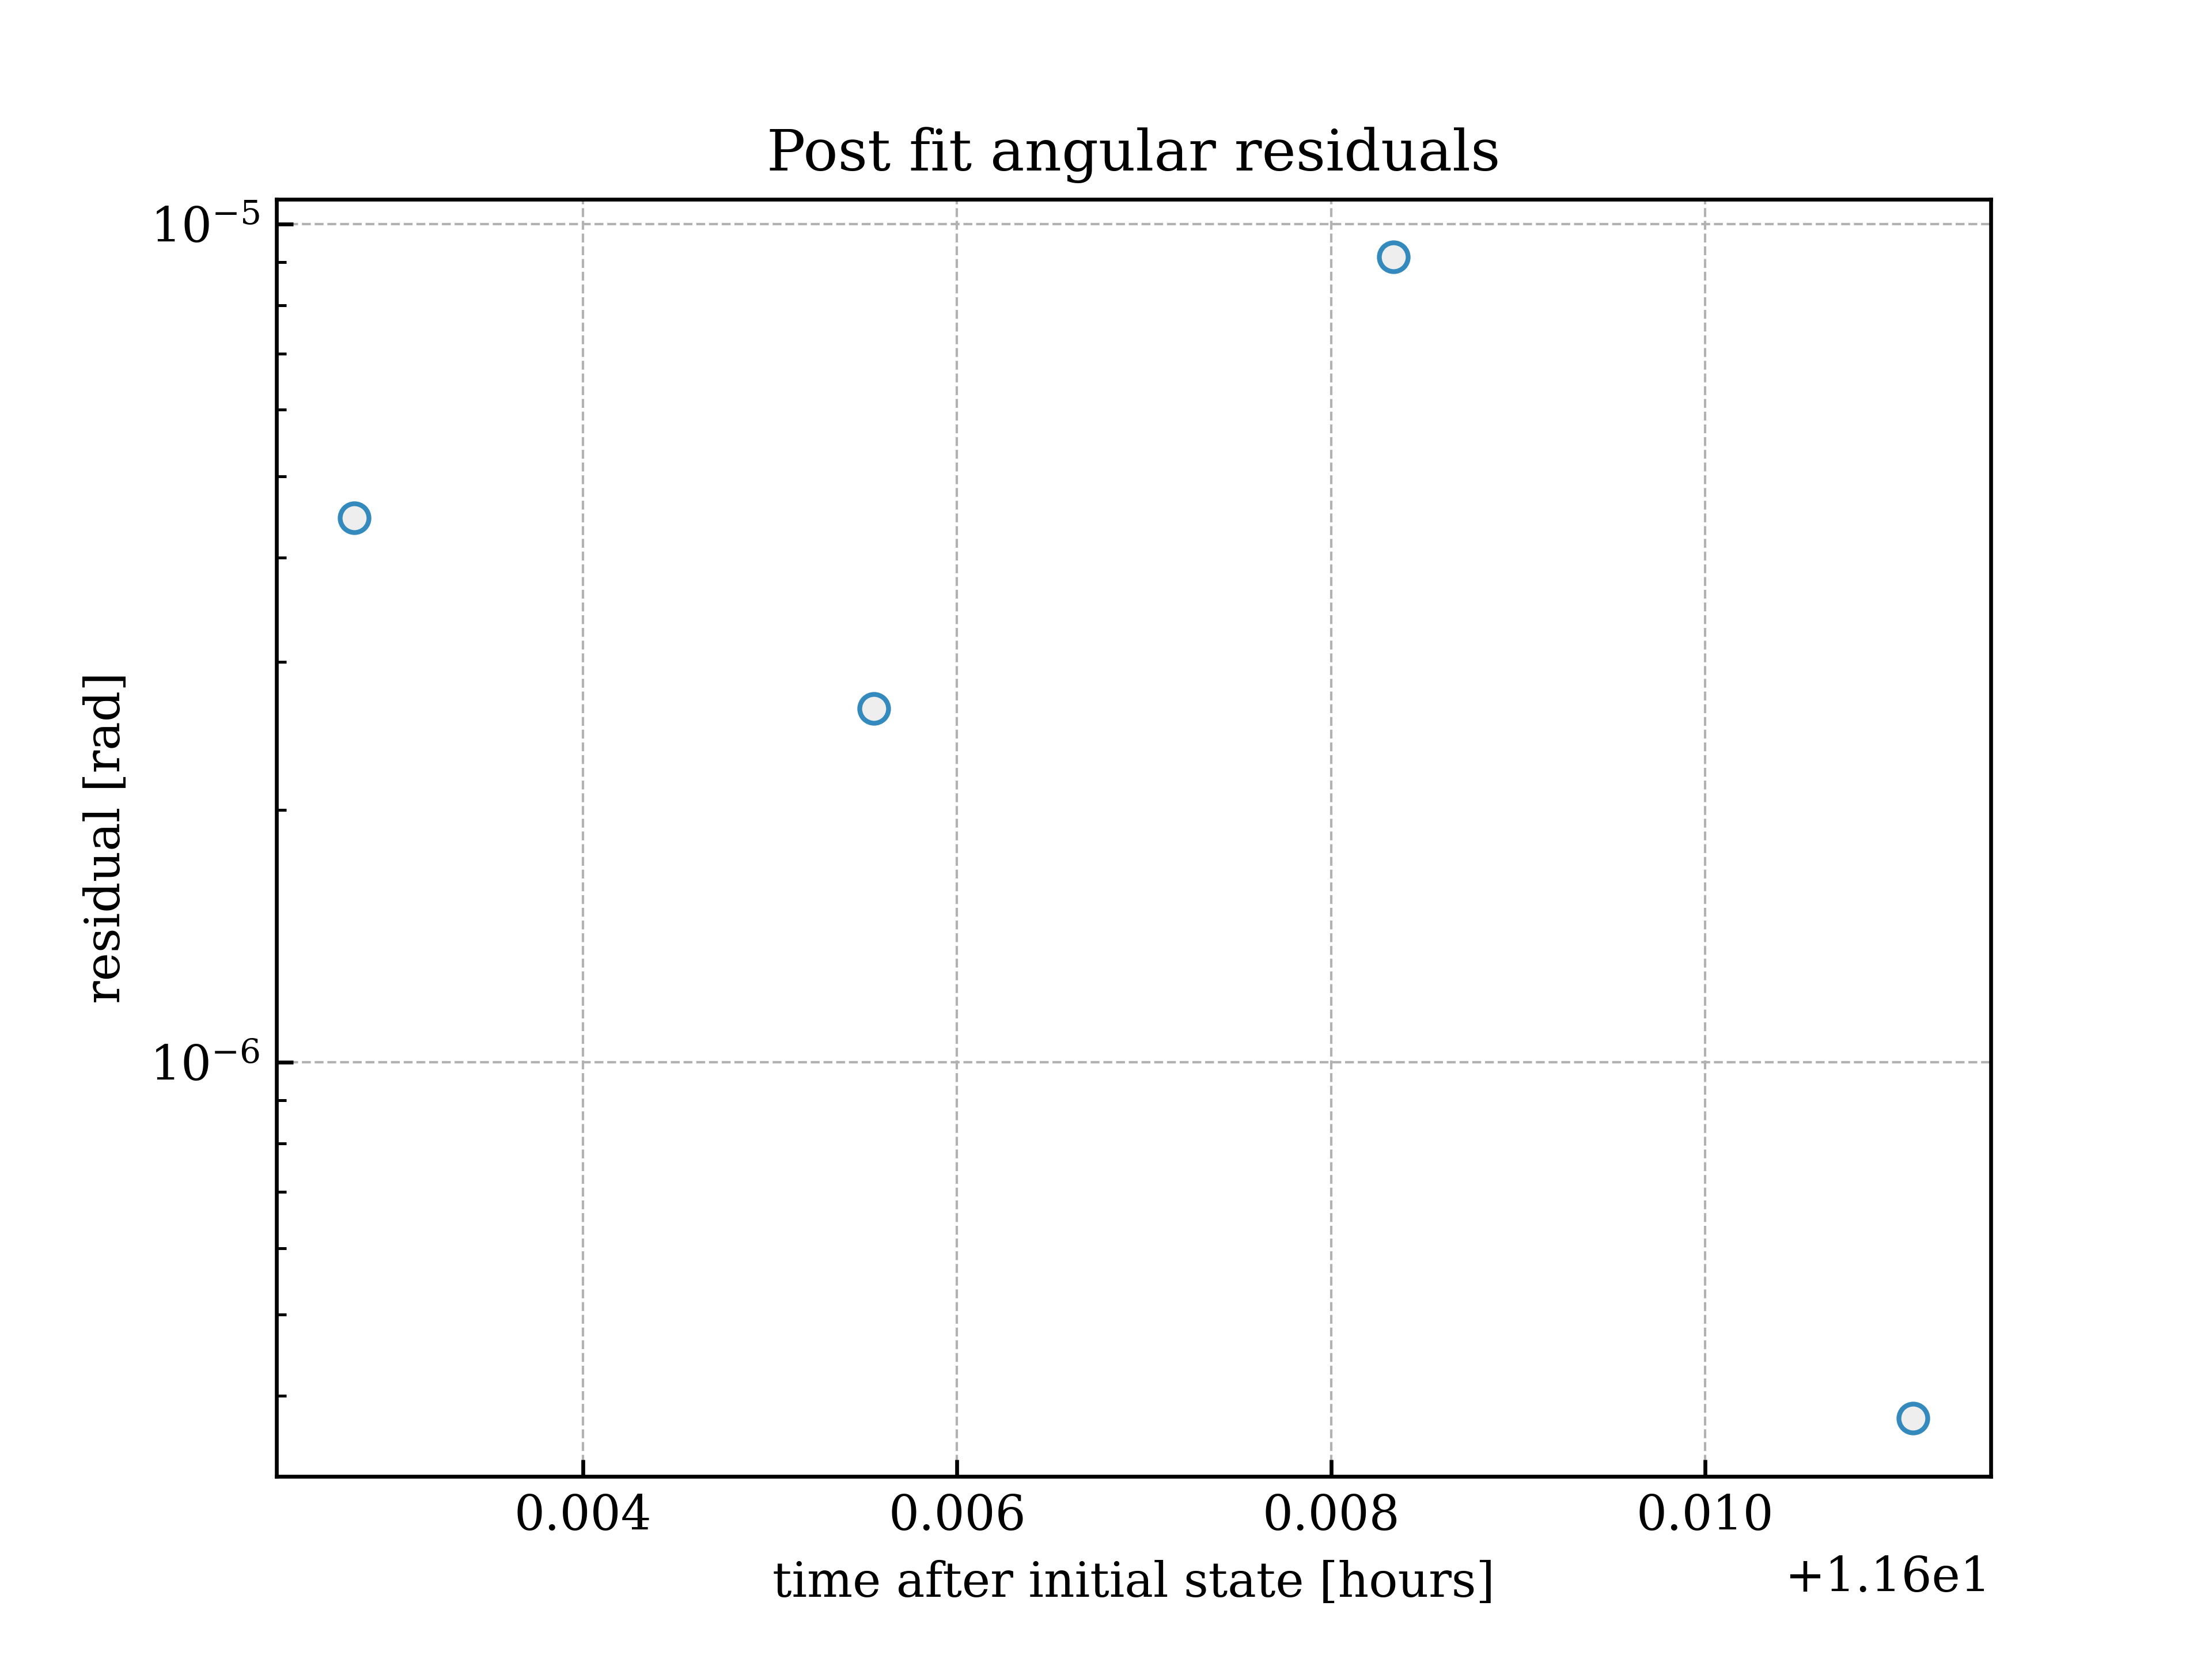 Post fit angular residuals
10⁻⁵
10⁻⁶
residual [rad]
0.004 0.006 0.008 0.010
time after initial state [hours]
+1.16e1